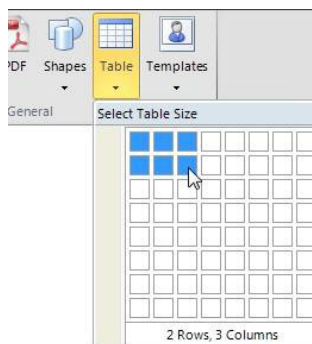 PDF Shapes Table Templates
General
Select Table Size
2 Rows, 3 Columns